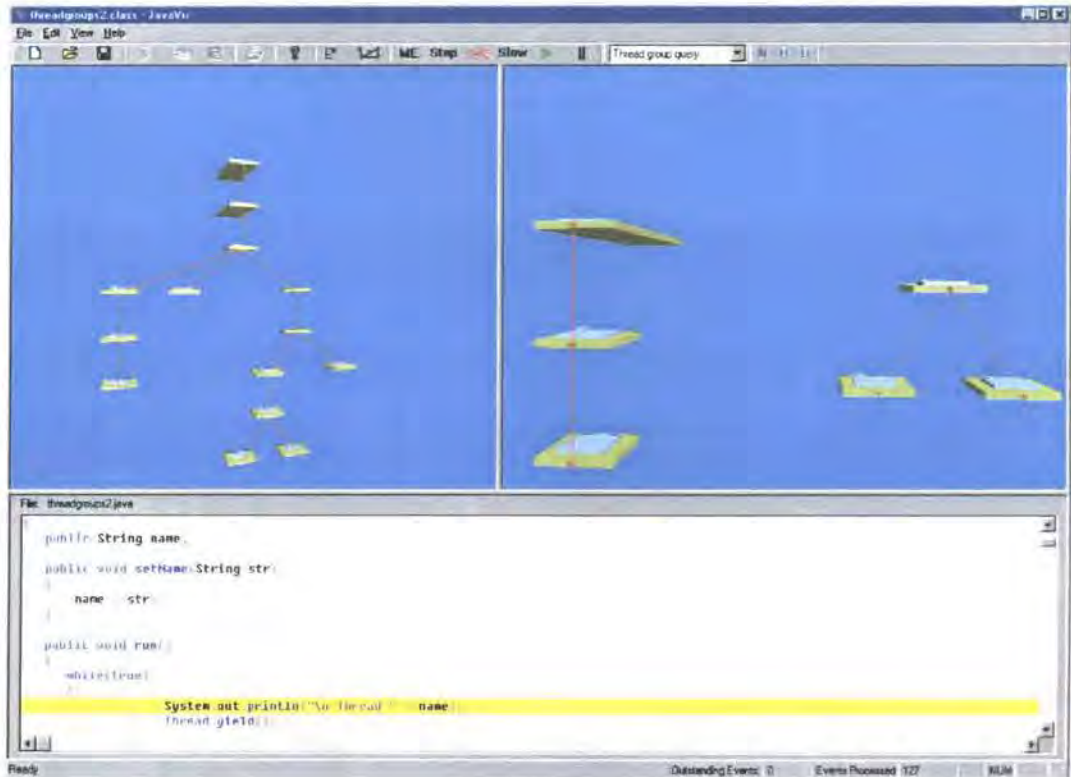 threadgroups2.class - JavaVis
File Edit View Help
ME Step Slow Thread group query
File: threadgroups2.java
public String name
public void setName(String str)
name str
public void run()
while(true)
System out println("\n Thread " name)
Thread yield()
Ready Outstanding Events: 0 Events Processed 127 NUM